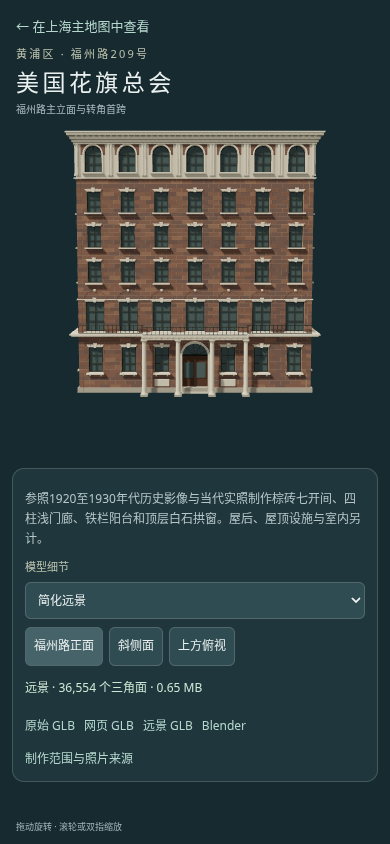 ← 在上海主地图中查看
黄浦区 · 福州路209号
美国花旗总会
福州路主立面与转角首跨
参照1920至1930年代历史影像与当代实照制作棕砖七开间、四
柱浅门廊、铁栏阳台和顶层白石拱窗。屋后、屋顶设施与室内另
计。
模型细节
简化远景
福州路正面 斜侧面 上方俯视
远景 · 36,554 个三角面 · 0.65 MB
原始 GLB 网页 GLB 远景 GLB Blender
制作范围与照片来源
拖动旋转 · 滚轮或双指缩放